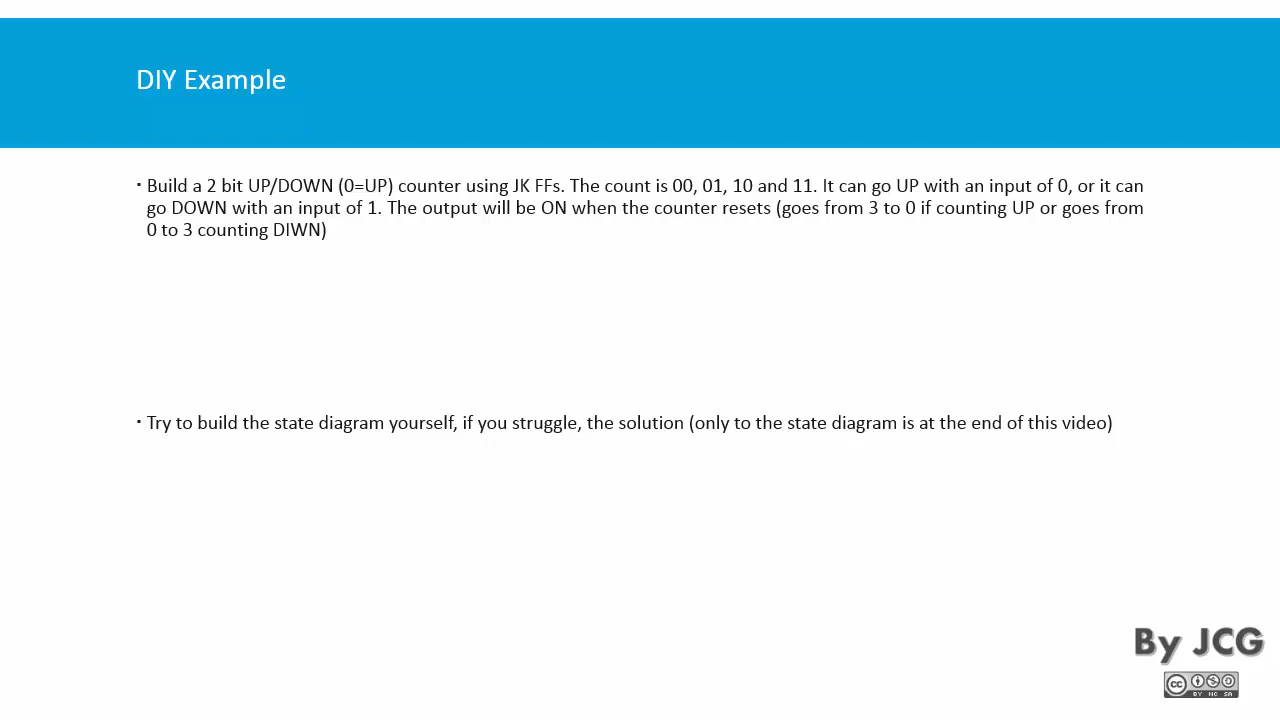 DIY Example
· Build a 2 bit UP/DOWN (0=UP) counter using JK FFs. The count is 00, 01, 10 and 11. It can go UP with an input of 0, or it can
go DOWN with an input of 1. The output will be ON when the counter resets (goes from 3 to 0 if counting UP or goes from
0 to 3 counting DIWN)
· Try to build the state diagram yourself, if you struggle, the solution (only to the state diagram is at the end of this video)
By JCG
cc
BY NC SA